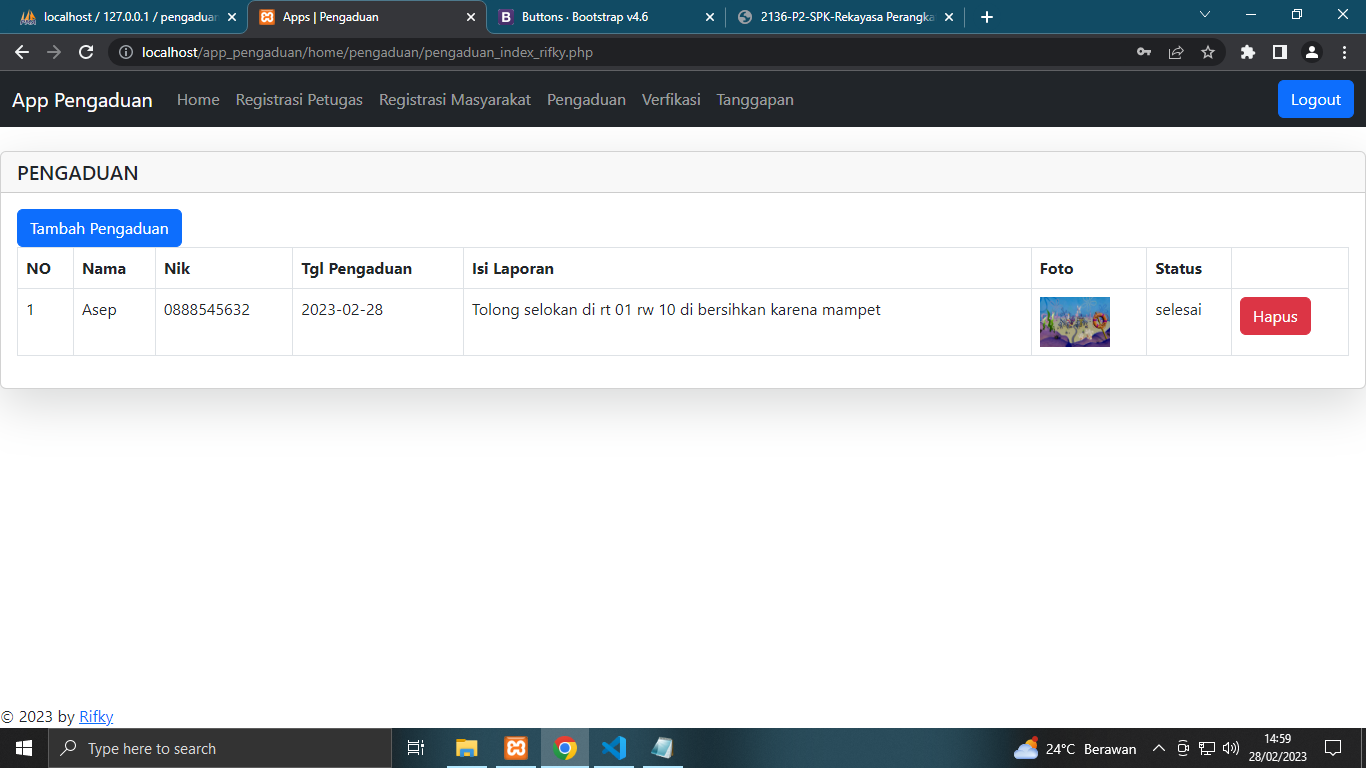 localhost / 127.0.0.1 / pengaduan
Apps | Pengaduan
Buttons · Bootstrap v4.6
2136-P2-SPK-Rekayasa Perangka
localhost/app_pengaduan/home/pengaduan/pengaduan_index_rifky.php
App Pengaduan Home Registrasi Petugas Registrasi Masyarakat Pengaduan Verfikasi Tanggapan Logout
PENGADUAN
Tambah Pengaduan
NO Nama Nik Tgl Pengaduan Isi Laporan Foto Status
1 Asep 0888545632 2023-02-28 Tolong selokan di rt 01 rw 10 di bersihkan karena mampet selesai Hapus
© 2023 by Rifky
Type here to search
24°C Berawan
14:59
28/02/2023